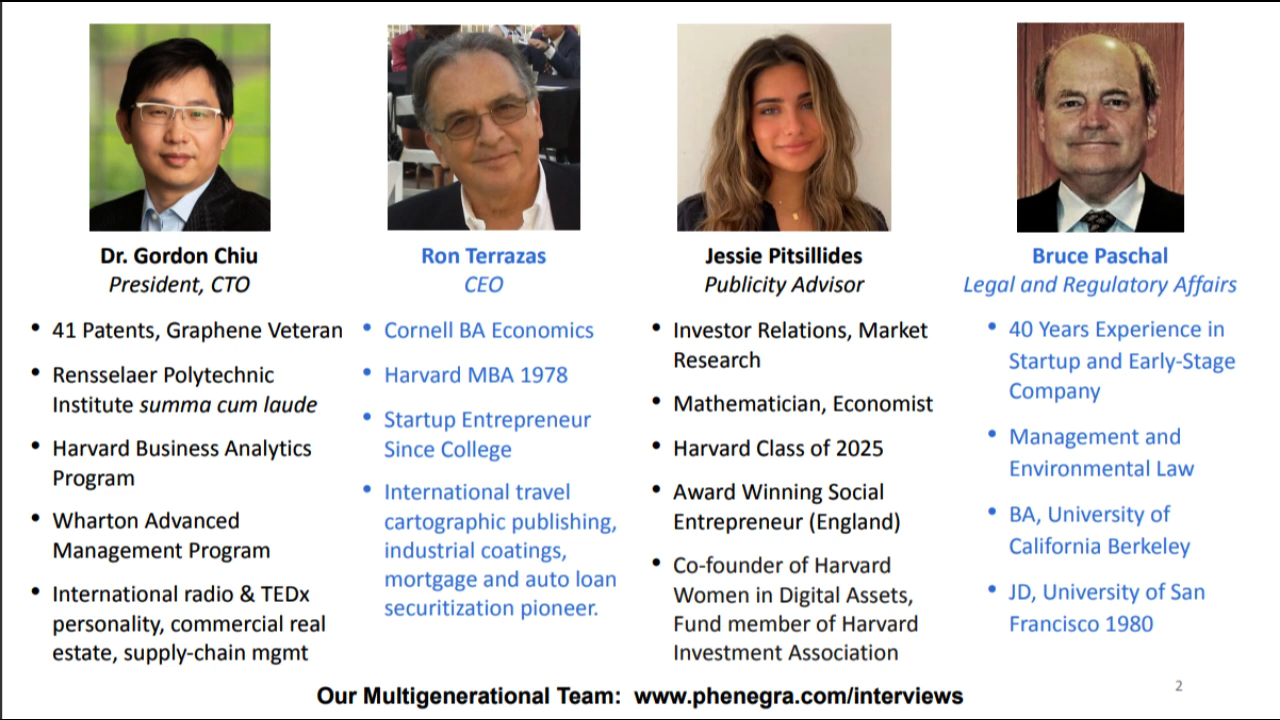 Dr. Gordon Chiu
President, CTO
• 41 Patents, Graphene Veteran
• Rensselaer Polytechnic
Institute summa cum laude
• Harvard Business Analytics
Program
• Wharton Advanced
Management Program
• International radio & TEDx
personality, commercial real
estate, supply-chain mgmt
Ron Terrazas
CEO
• Cornell BA Economics
• Harvard MBA 1978
• Startup Entrepreneur
Since College
• International travel
cartographic publishing,
industrial coatings,
mortgage and auto loan
securitization pioneer.
Jessie Pitsillides
Publicity Advisor
• Investor Relations, Market
Research
• Mathematician, Economist
• Harvard Class of 2025
• Award Winning Social
Entrepreneur (England)
• Co-founder of Harvard
Women in Digital Assets,
Fund member of Harvard
Investment Association
Bruce Paschal
Legal and Regulatory Affairs
• 40 Years Experience in
Startup and Early-Stage
Company
• Management and
Environmental Law
• BA, University of
California Berkeley
• JD, University of San
Francisco 1980
Our Multigenerational Team: www.phenegra.com/interviews
2